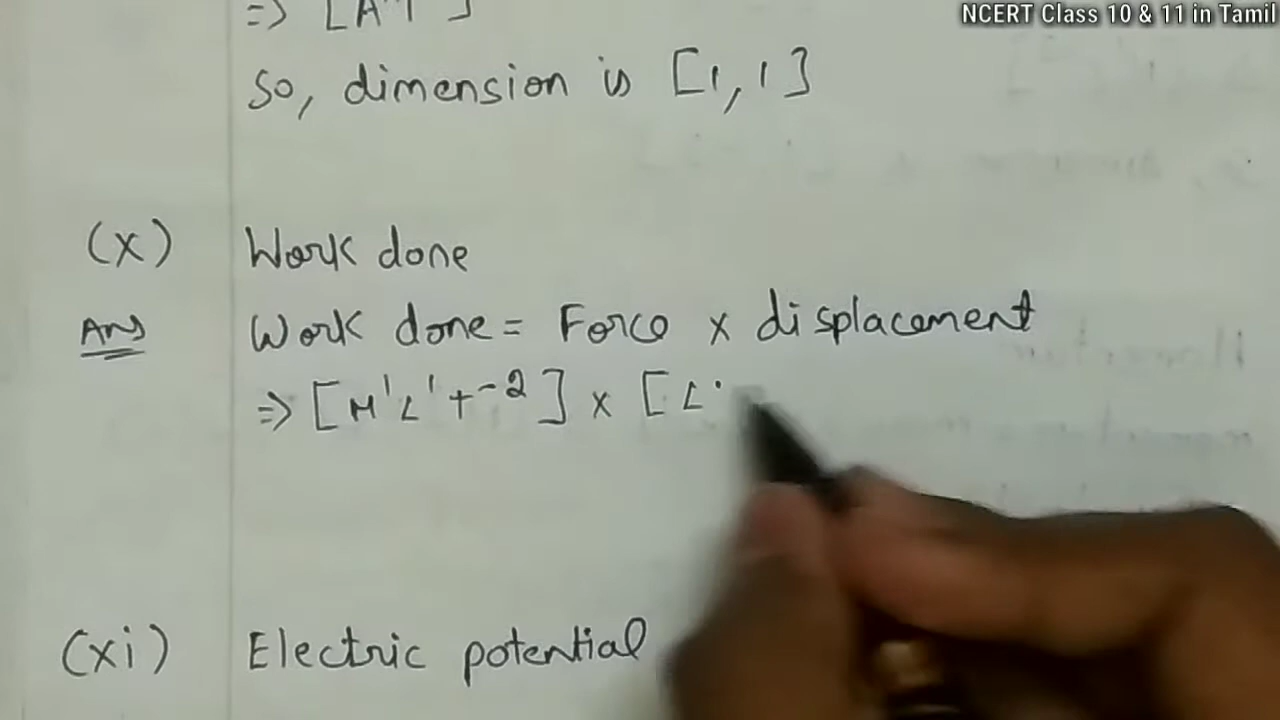 NCERT Class 10 & 11 in Tamil
so, dimension is [1, 1]
(x) Work done
Ans Work done = Force x displacement
=> [M¹L¹T⁻²] x [L
(xi) Electric potential